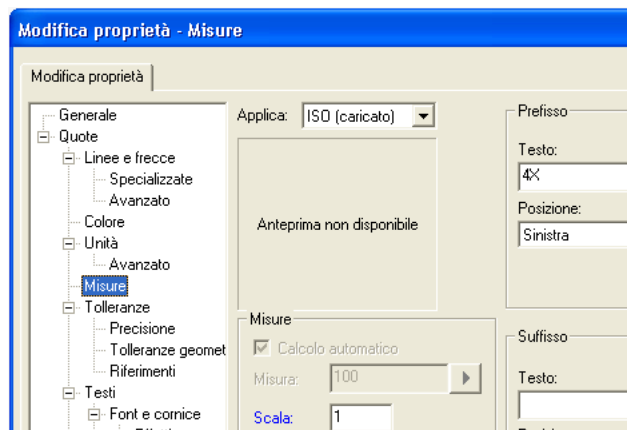 Modifica proprietà - Misure
Modifica proprietà
Generale
Quote
Linee e frecce
Specializzate
Avanzato
Colore
Unità
Avanzato
Misure
Tolleranze
Precisione
Tolleranze geomet
Riferimenti
Testi
Font e cornice
Applica: ISO (caricato)
Anteprima non disponibile
Misure
Calcolo automatico
Misura: 100
Scala: 1
Prefisso
Testo:
4X
Posizione:
Sinistra
Suffisso
Testo: